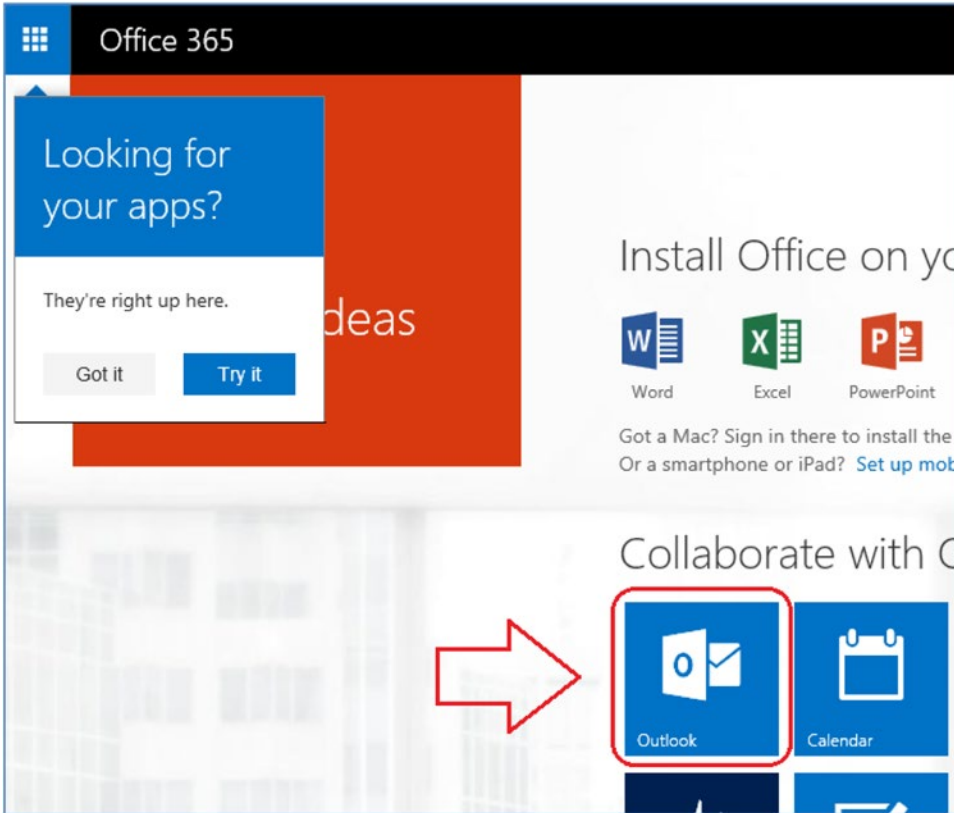 Office 365
Looking for
your apps?
They're right up here.
Got it
Try it
deas
Install Office on yo
W
X
P
Word
Excel
PowerPoint
Got a Mac? Sign in there to install the
Or a smartphone or iPad? Set up mob
Collaborate with O
O
Outlook
Calendar